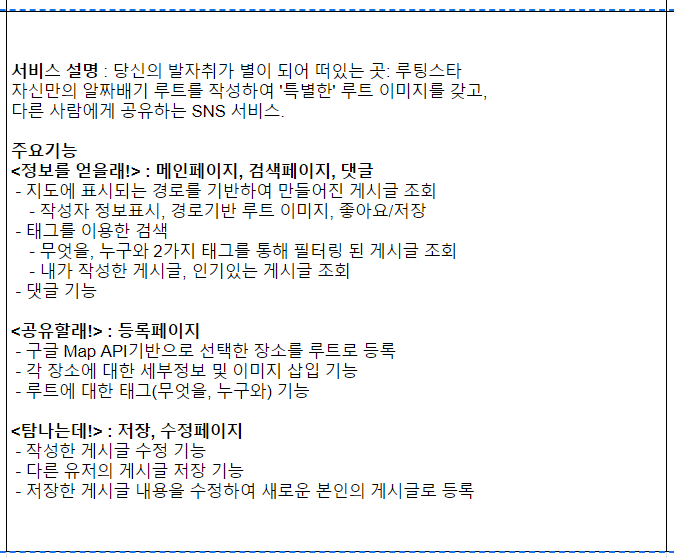 서비스 설명 : 당신의 발자취가 별이 되어 떠있는 곳: 루팅스타
자신만의 알짜배기 루트를 작성하여 '특별한' 루트 이미지를 갖고,
다른 사람에게 공유하는 SNS 서비스.
주요기능
<정보를 얻을래!> : 메인페이지, 검색페이지, 댓글
- 지도에 표시되는 경로를 기반하여 만들어진 게시글 조회
- 작성자 정보표시, 경로기반 루트 이미지, 좋아요/저장
- 태그를 이용한 검색
- 무엇을, 누구와 2가지 태그를 통해 필터링 된 게시글 조회
- 내가 작성한 게시글, 인기있는 게시글 조회
- 댓글 기능
<공유할래!> : 등록페이지
- 구글 Map API기반으로 선택한 장소를 루트로 등록
- 각 장소에 대한 세부정보 및 이미지 삽입 기능
- 루트에 대한 태그(무엇을, 누구와) 기능
<탐나는데!> : 저장, 수정페이지
- 작성한 게시글 수정 기능
- 다른 유저의 게시글 저장 기능
- 저장한 게시글 내용을 수정하여 새로운 본인의 게시글로 등록